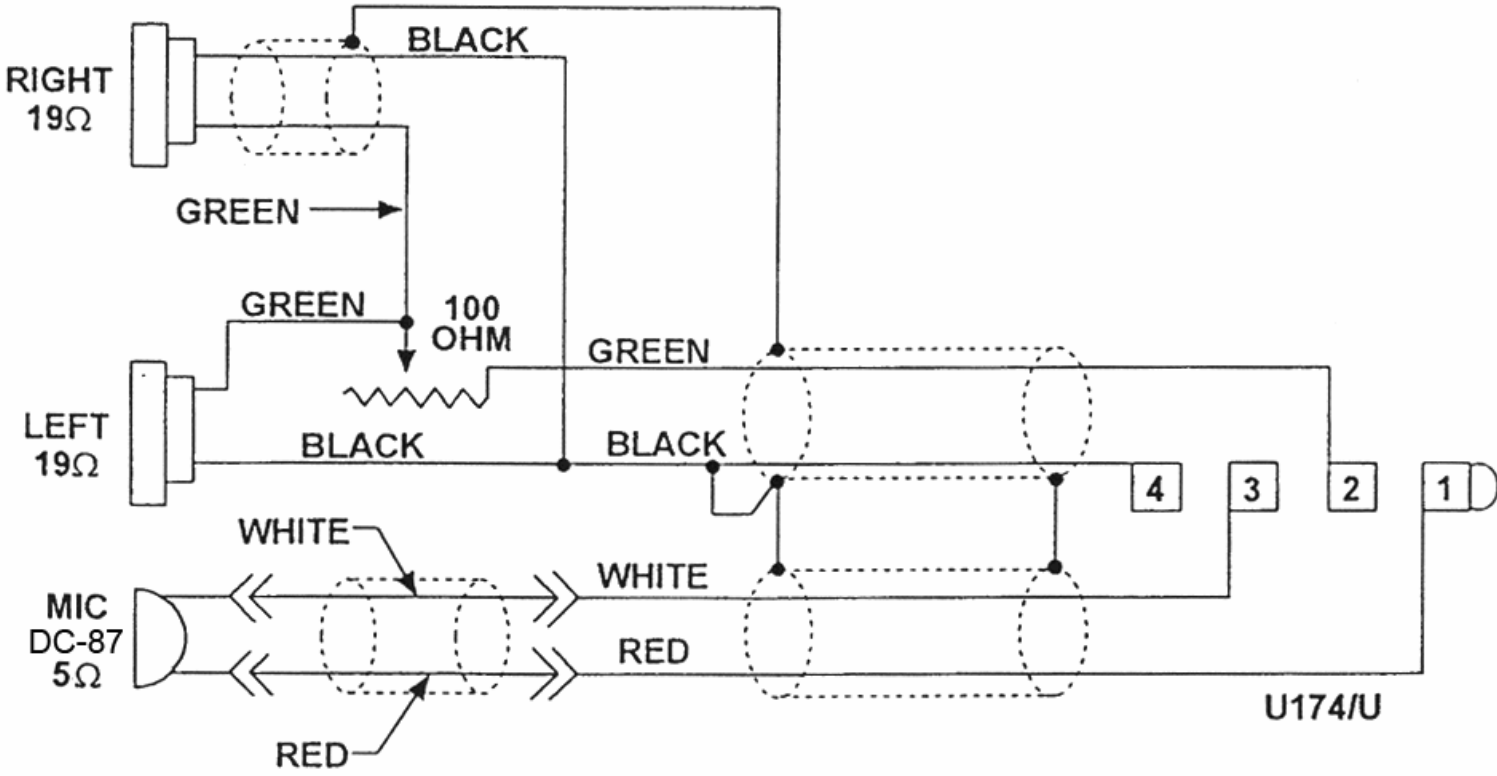 BLACK
RIGHT
19Ω
GREEN
GREEN
100
OHM
GREEN
LEFT
19Ω
BLACK
BLACK
4
3
2
1
WHITE
WHITE
MIC
DC-87
5Ω
RED
U174/U
RED